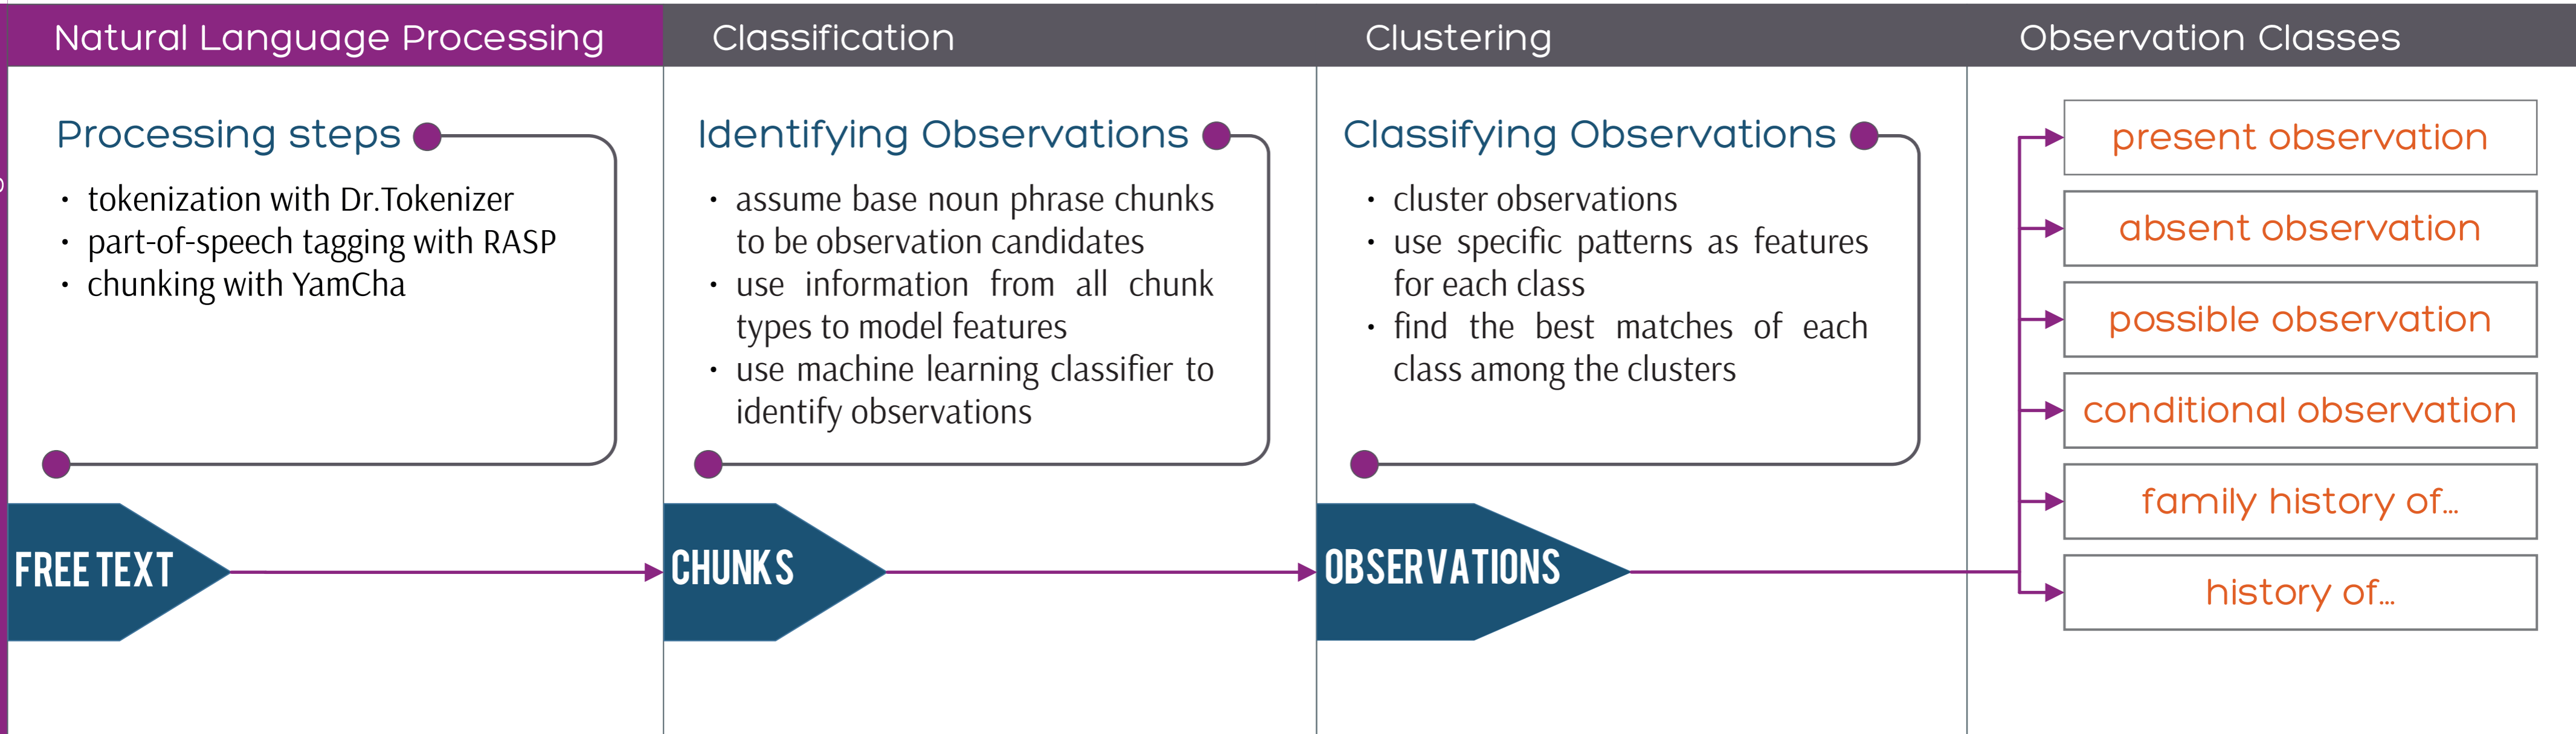 Natural Language Processing
Processing steps
• tokenization with Dr.Tokenizer
• part-of-speech tagging with RASP
• chunking with YamCha
FREE TEXT
Classification
Identifying Observations
• assume base noun phrase chunks
to be observation candidates
• use information from all chunk
types to model features
• use machine learning classifier to
identify observations
CHUNKS
Clustering
Classifying Observations
• cluster observations
• use specific patterns as features
for each class
• find the best matches of each
class among the clusters
OBSERVATIONS
Observation Classes
present observation
absent observation
possible observation
conditional observation
family history of...
history of...